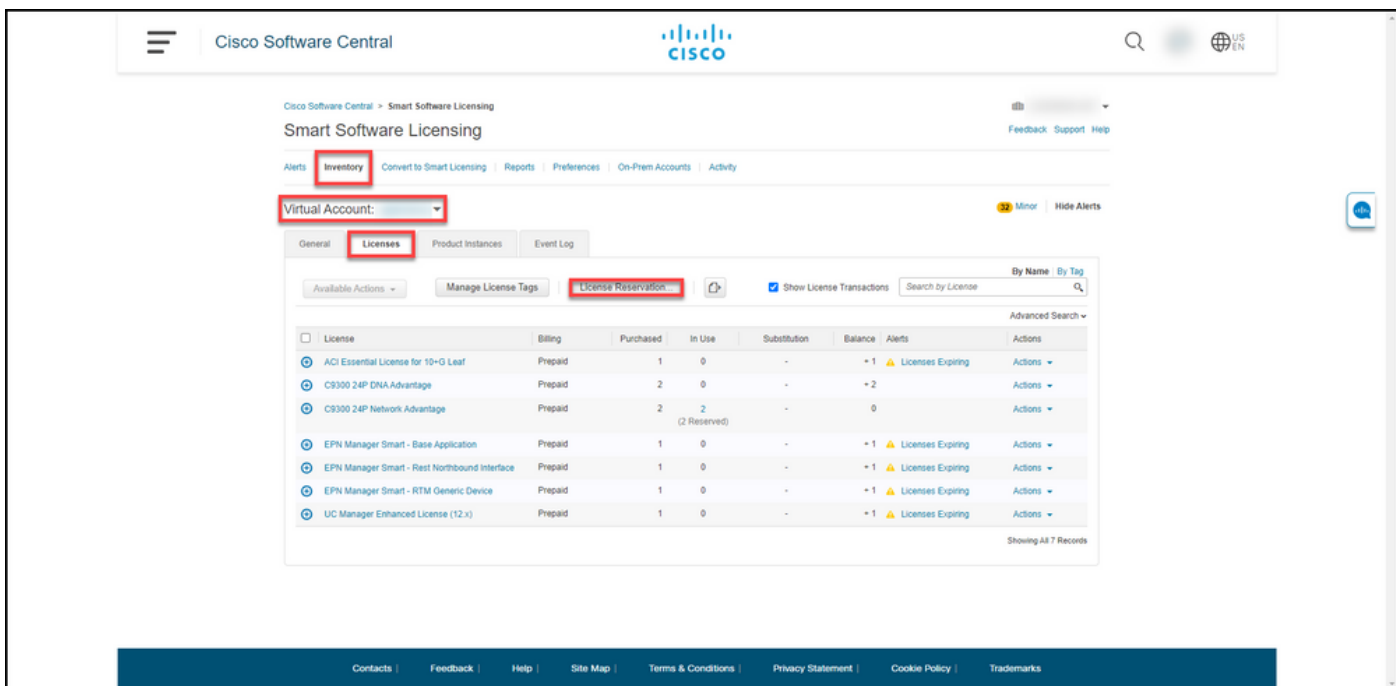 Cisco Software Central
CISCO
US
EN
Cisco Software Central > Smart Software Licensing
Smart Software Licensing
Feedback Support Help
Alerts Inventory Convert to Smart Licensing | Reports | Preferences | On-Prem Accounts | Activity
Virtual Account:
32 Minor | Hide Alerts
General Licenses Product Instances Event Log
By Name | By Tag
Available Actions Manage License Tags License Reservation... Show License Transactions Search by License
Advanced Search
License Billing Purchased In Use Substitution Balance Alerts Actions
ACI Essential License for 10+G Leaf Prepaid 1 0 - + 1 Licenses Expiring Actions
C9300 24P DNA Advantage Prepaid 2 0 - + 2 Actions
C9300 24P Network Advantage Prepaid 2 2 - 0 Actions
(2 Reserved)
EPN Manager Smart - Base Application Prepaid 1 0 - + 1 Licenses Expiring Actions
EPN Manager Smart - Rest Northbound Interface Prepaid 1 0 - + 1 Licenses Expiring Actions
EPN Manager Smart - RTM Generic Device Prepaid 1 0 - + 1 Licenses Expiring Actions
UC Manager Enhanced License (12.x) Prepaid 1 0 - + 1 Licenses Expiring Actions
Showing All 7 Records
Contacts | Feedback | Help | Site Map | Terms & Conditions | Privacy Statement | Cookie Policy | Trademarks